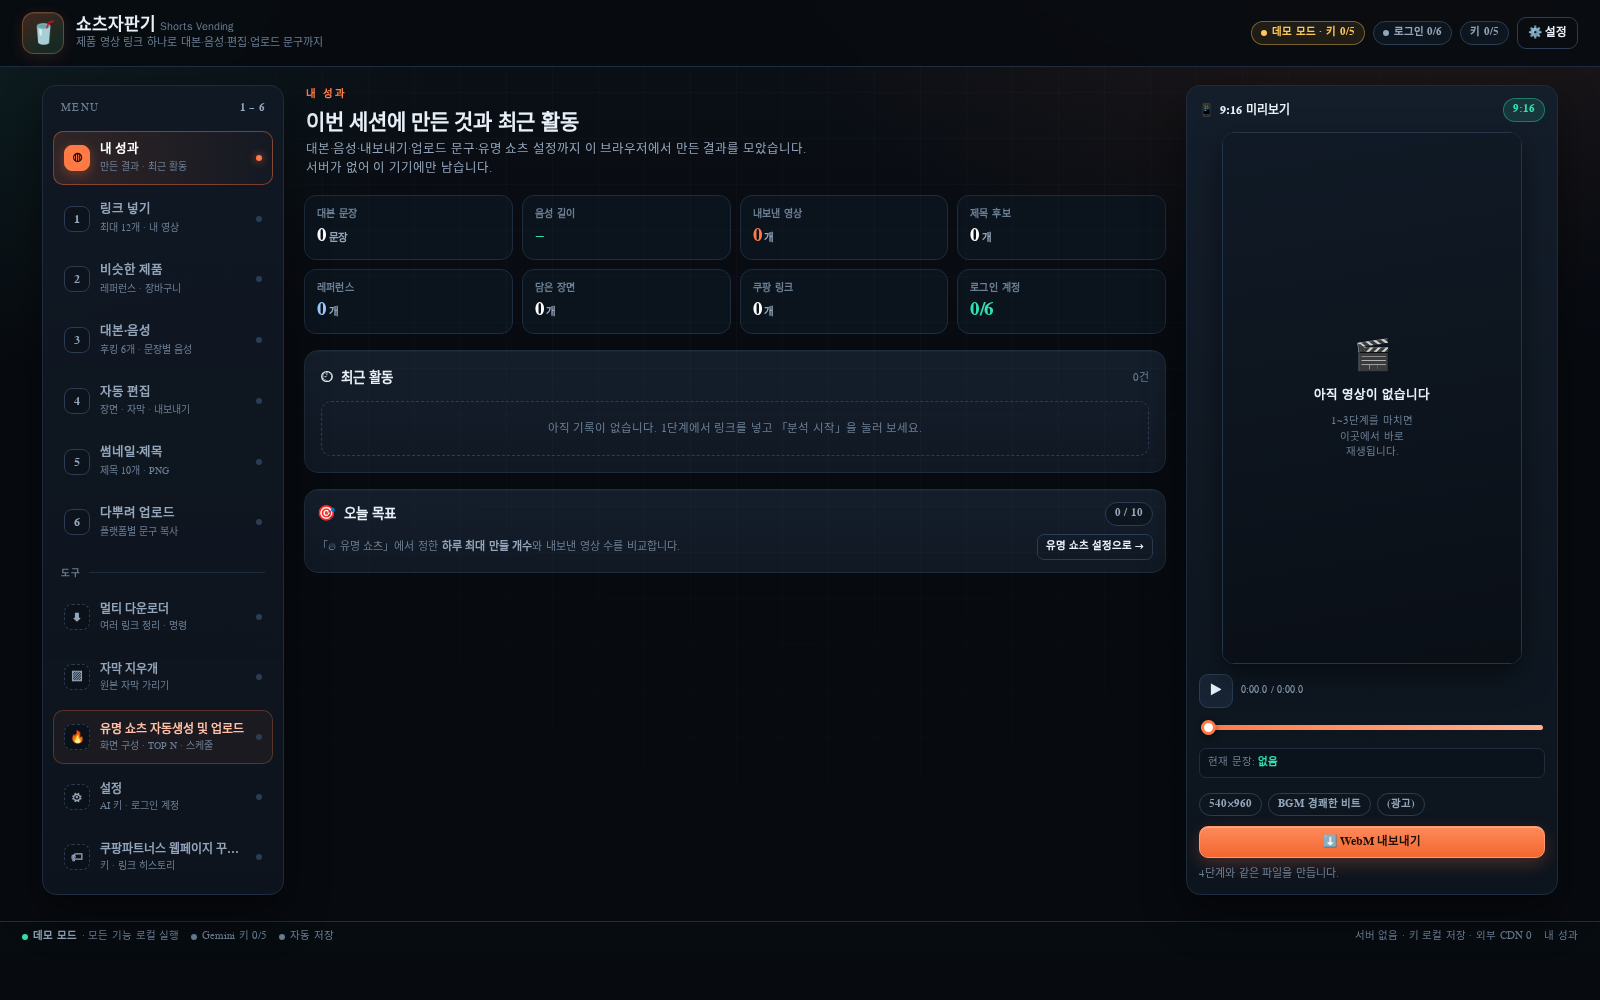 쇼츠자판기 Shorts Vending
제품 영상 링크 하나로 대본·음성·편집·업로드 문구까지
데모 모드 · 키 0/5
로그인 0/6
키 0/5
설정
MENU
1 – 6
내 성과
만든 결과 · 최근 활동
1
링크 넣기
최대 12개 · 내 영상
2
비슷한 제품
레퍼런스 · 장바구니
3
대본·음성
후킹 6개 · 문장별 음성
4
자동 편집
장면 · 자막 · 내보내기
5
썸네일·제목
제목 10개 · PNG
6
다뿌려 업로드
플랫폼별 문구 복사
도구
멀티 다운로더
여러 링크 정리 · 명령
자막 지우개
원본 자막 가리기
유명 쇼츠 자동생성 및 업로드
화면 구성 · TOP N · 스케줄
설정
AI 키 · 로그인 계정
쿠팡파트너스 웹페이지 꾸…
키 · 링크 히스토리
내 성과
이번 세션에 만든 것과 최근 활동
대본·음성·내보내기·업로드 문구·유명 쇼츠 설정까지 이 브라우저에서 만든 결과를 모았습니다.
서버가 없어 이 기기에만 남습니다.
대본 문장
0 문장
음성 길이
–
내보낸 영상
0 개
제목 후보
0 개
레퍼런스
0 개
담은 장면
0 개
쿠팡 링크
0 개
로그인 계정
0/6
최근 활동
0건
아직 기록이 없습니다. 1단계에서 링크를 넣고 「분석 시작」을 눌러 보세요.
오늘 목표
0 / 10
「유명 쇼츠」에서 정한 하루 최대 만들 개수와 내보낸 영상 수를 비교합니다.
유명 쇼츠 설정으로 →
9:16 미리보기
9:16
아직 영상이 없습니다
1~3단계를 마치면
이곳에서 바로
재생됩니다.
0:00.0 / 0:00.0
현재 문장: 없음
540×960
BGM 경쾌한 비트
(광고)
WebM 내보내기
4단계와 같은 파일을 만듭니다.
데모 모드 · 모든 기능 로컬 실행
Gemini 키 0/5
자동 저장
서버 없음 · 키 로컬 저장 · 외부 CDN 0
내 성과